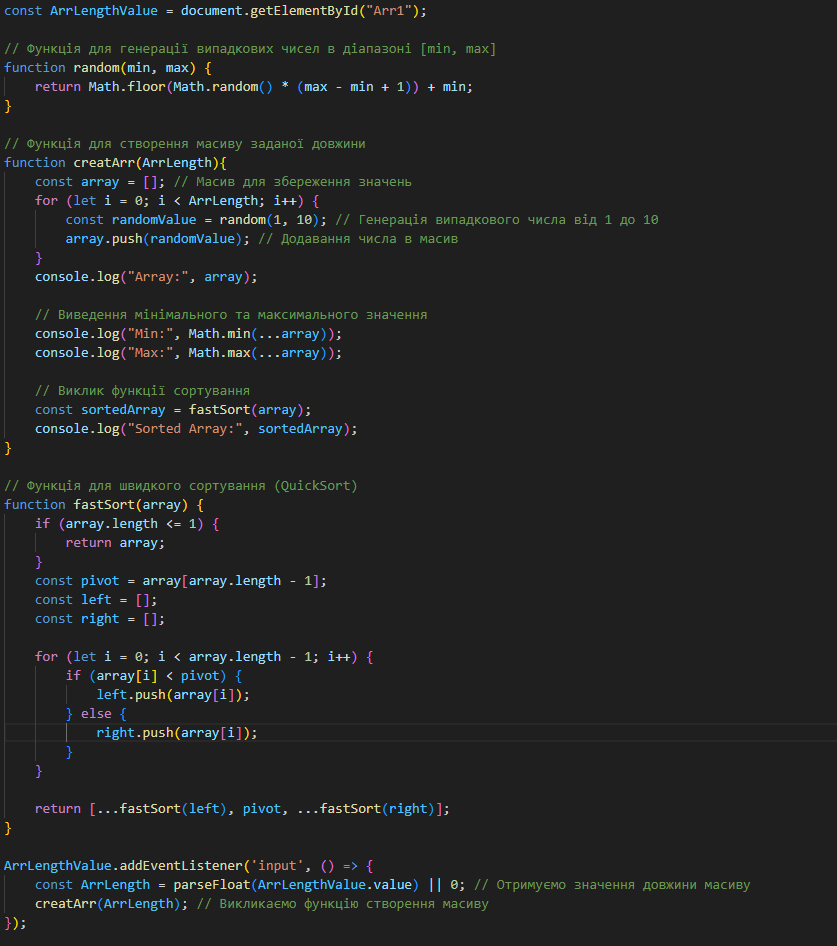 const ArrLengthValue = document.getElementById("Arr1");
// Функція для генерації випадкових чисел в діапазоні [min, max]
function random(min, max) {
    return Math.floor(Math.random() * (max - min + 1)) + min;
}
// Функція для створення масиву заданої довжини
function creatArr(ArrLength){
    const array = []; // Масив для збереження значень
    for (let i = 0; i < ArrLength; i++) {
        const randomValue = random(1, 10); // Генерація випадкового числа від 1 до 10
        array.push(randomValue); // Додавання числа в масив
    }
    console.log("Array:", array);
    // Виведення мінімального та максимального значення
    console.log("Min:", Math.min(...array));
    console.log("Max:", Math.max(...array));
    // Виклик функції сортування
    const sortedArray = fastSort(array);
    console.log("Sorted Array:", sortedArray);
}
// Функція для швидкого сортування (QuickSort)
function fastSort(array) {
    if (array.length <= 1) {
        return array;
    }
    const pivot = array[array.length - 1];
    const left = [];
    const right = [];
    for (let i = 0; i < array.length - 1; i++) {
        if (array[i] < pivot) {
            left.push(array[i]);
        } else {
            right.push(array[i]);
        }
    }
    return [...fastSort(left), pivot, ...fastSort(right)];
}
ArrLengthValue.addEventListener('input', () => {
    const ArrLength = parseFloat(ArrLengthValue.value) || 0; // Отримуємо значення довжини масиву
    creatArr(ArrLength); // Викликаємо функцію створення масиву
});